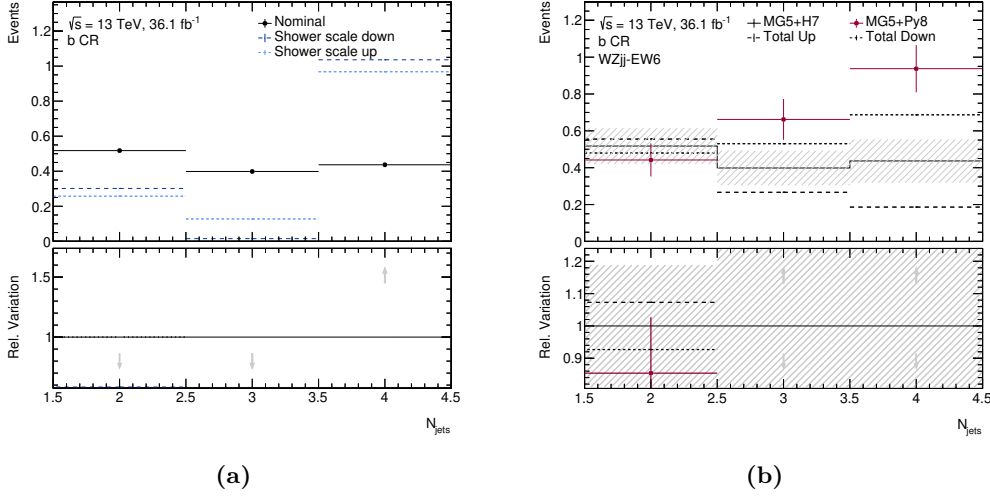 Events
√s = 13 TeV, 36.1 fb⁻¹
b CR
Nominal
Shower scale down
Shower scale up
1.2
1
0.8
0.6
0.4
0.2
0
Rel. Variation
1.5
1
1.5 2 2.5 3 3.5 4 4.5
N_jets
(a)
Events
√s = 13 TeV, 36.1 fb⁻¹
b CR
WZjj-EW6
MG5+H7 MG5+Py8
Total Up Total Down
1.2
1
0.8
0.6
0.4
0.2
0
Rel. Variation
1.2
1.1
1
0.9
1.5 2 2.5 3 3.5 4 4.5
N_jets
(b)